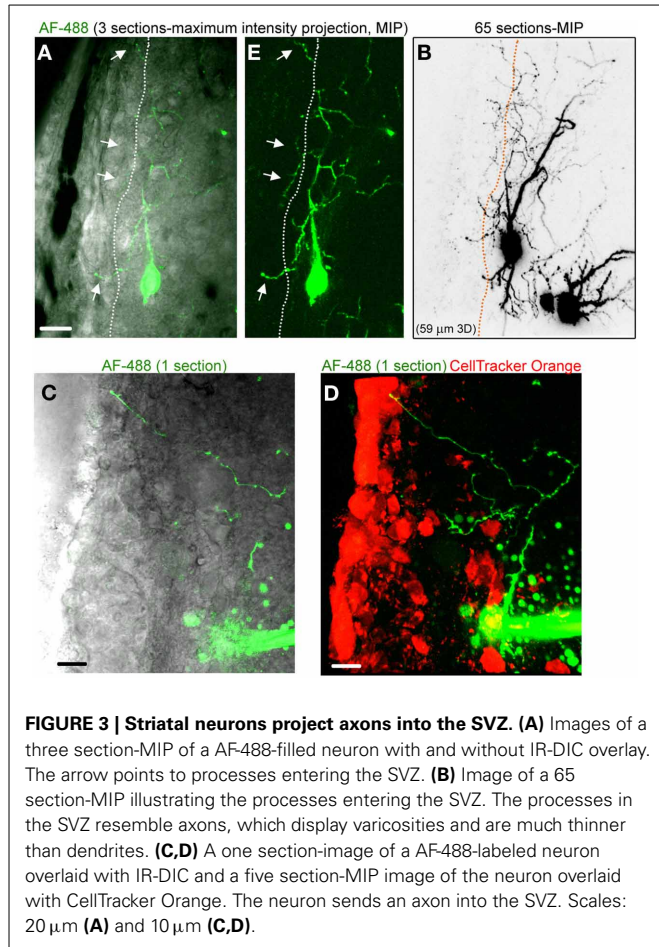 AF-488 (3 sections-maximum intensity projection, MIP)
65 sections-MIP
A
E
B
(59 µm 3D)
AF-488 (1 section)
AF-488 (1 section) CellTracker Orange
C
D
FIGURE 3 | Striatal neurons project axons into the SVZ. (A) Images of a
three section-MIP of a AF-488-filled neuron with and without IR-DIC overlay.
The arrow points to processes entering the SVZ. (B) Image of a 65
section-MIP illustrating the processes entering the SVZ. The processes in
the SVZ resemble axons, which display varicosities and are much thinner
than dendrites. (C,D) A one section-image of a AF-488-labeled neuron
overlaid with IR-DIC and a five section-MIP image of the neuron overlaid
with CellTracker Orange. The neuron sends an axon into the SVZ. Scales:
20 µm (A) and 10 µm (C,D).